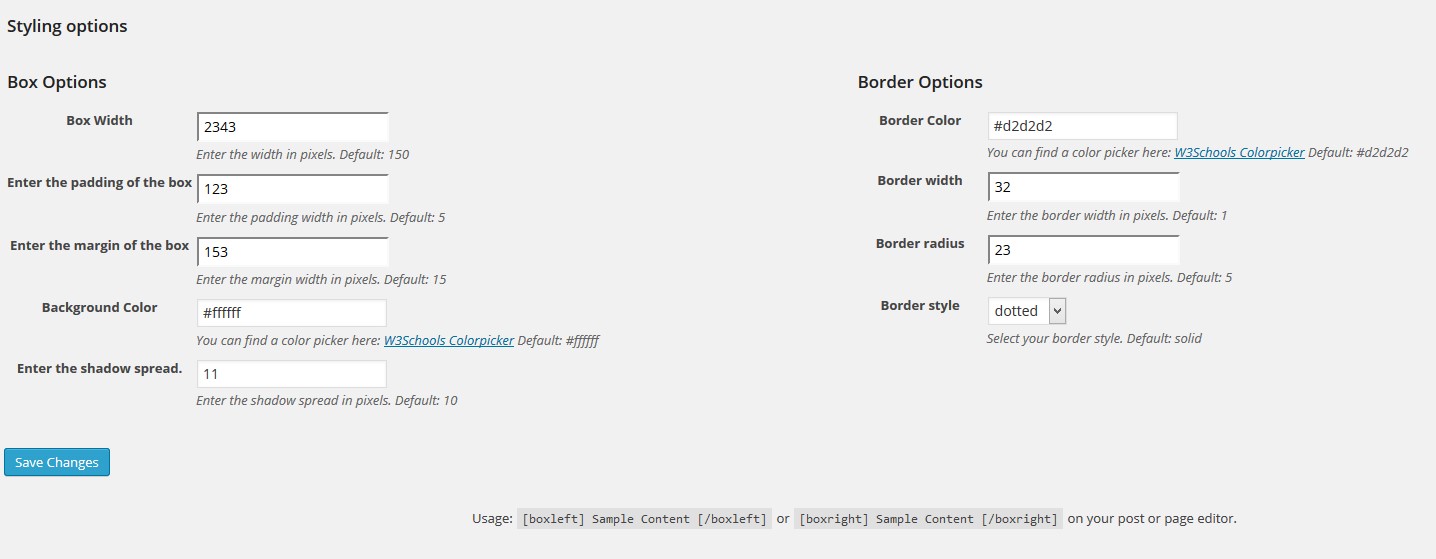 Styling options
Box Options
Box Width
2343
Enter the width in pixels. Default: 150
Enter the padding of the box
123
Enter the padding width in pixels. Default: 5
Enter the margin of the box
153
Enter the margin width in pixels. Default: 15
Background Color
#ffffff
You can find a color picker here: W3Schools Colorpicker Default: #ffffff
Enter the shadow spread.
11
Enter the shadow spread in pixels. Default: 10
Border Options
Border Color
#d2d2d2
You can find a color picker here: W3Schools Colorpicker Default: #d2d2d2
Border width
32
Enter the border width in pixels. Default: 1
Border radius
23
Enter the border radius in pixels. Default: 5
Border style
dotted
Select your border style. Default: solid
Save Changes
Usage: [boxleft] Sample Content [/boxleft] or [boxright] Sample Content [/boxright] on your post or page editor.